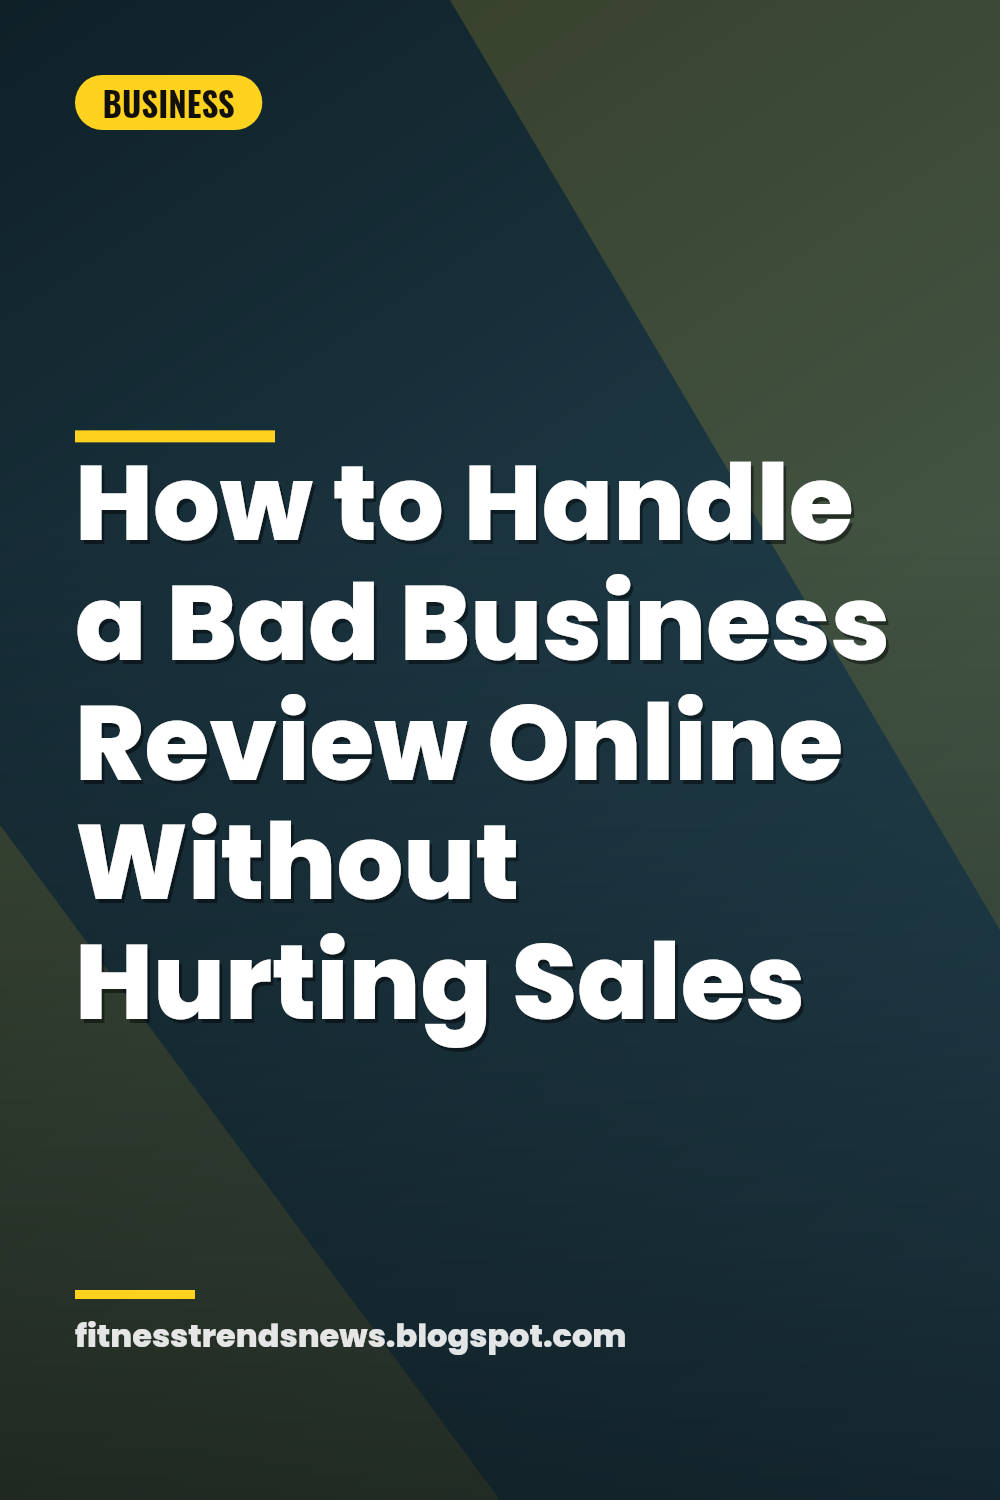 BUSINESS
How to Handle
a Bad Business
Review Online
Without
Hurting Sales
fitnesstrendsnews.blogspot.com